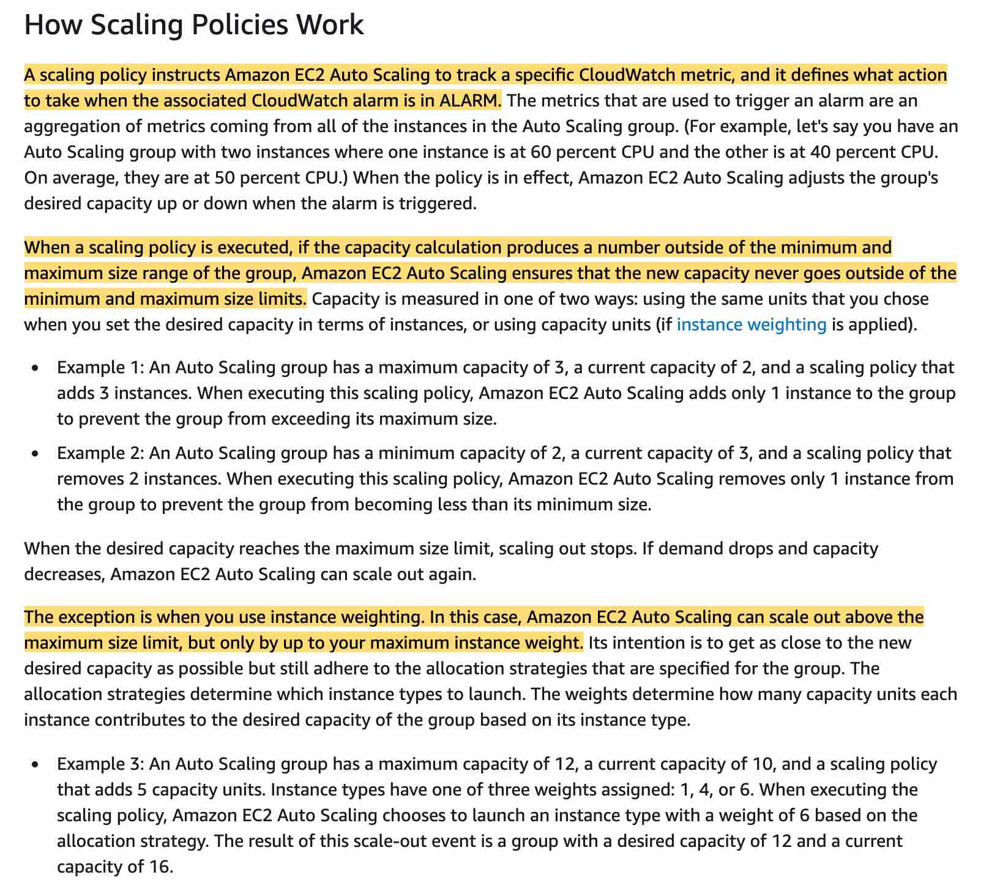 How Scaling Policies Work
A scaling policy instructs Amazon EC2 Auto Scaling to track a specific CloudWatch metric, and it defines what action
to take when the associated CloudWatch alarm is in ALARM. The metrics that are used to trigger an alarm are an
aggregation of metrics coming from all of the instances in the Auto Scaling group. (For example, let's say you have an
Auto Scaling group with two instances where one instance is at 60 percent CPU and the other is at 40 percent CPU.
On average, they are at 50 percent CPU.) When the policy is in effect, Amazon EC2 Auto Scaling adjusts the group's
desired capacity up or down when the alarm is triggered.
When a scaling policy is executed, if the capacity calculation produces a number outside of the minimum and
maximum size range of the group, Amazon EC2 Auto Scaling ensures that the new capacity never goes outside of the
minimum and maximum size limits. Capacity is measured in one of two ways: using the same units that you chose
when you set the desired capacity in terms of instances, or using capacity units (if instance weighting is applied).
• Example 1: An Auto Scaling group has a maximum capacity of 3, a current capacity of 2, and a scaling policy that
adds 3 instances. When executing this scaling policy, Amazon EC2 Auto Scaling adds only 1 instance to the group
to prevent the group from exceeding its maximum size.
• Example 2: An Auto Scaling group has a minimum capacity of 2, a current capacity of 3, and a scaling policy that
removes 2 instances. When executing this scaling policy, Amazon EC2 Auto Scaling removes only 1 instance from
the group to prevent the group from becoming less than its minimum size.
When the desired capacity reaches the maximum size limit, scaling out stops. If demand drops and capacity
decreases, Amazon EC2 Auto Scaling can scale out again.
The exception is when you use instance weighting. In this case, Amazon EC2 Auto Scaling can scale out above the
maximum size limit, but only by up to your maximum instance weight. Its intention is to get as close to the new
desired capacity as possible but still adhere to the allocation strategies that are specified for the group. The
allocation strategies determine which instance types to launch. The weights determine how many capacity units each
instance contributes to the desired capacity of the group based on its instance type.
• Example 3: An Auto Scaling group has a maximum capacity of 12, a current capacity of 10, and a scaling policy
that adds 5 capacity units. Instance types have one of three weights assigned: 1, 4, or 6. When executing the
scaling policy, Amazon EC2 Auto Scaling chooses to launch an instance type with a weight of 6 based on the
allocation strategy. The result of this scale-out event is a group with a desired capacity of 12 and a current
capacity of 16.